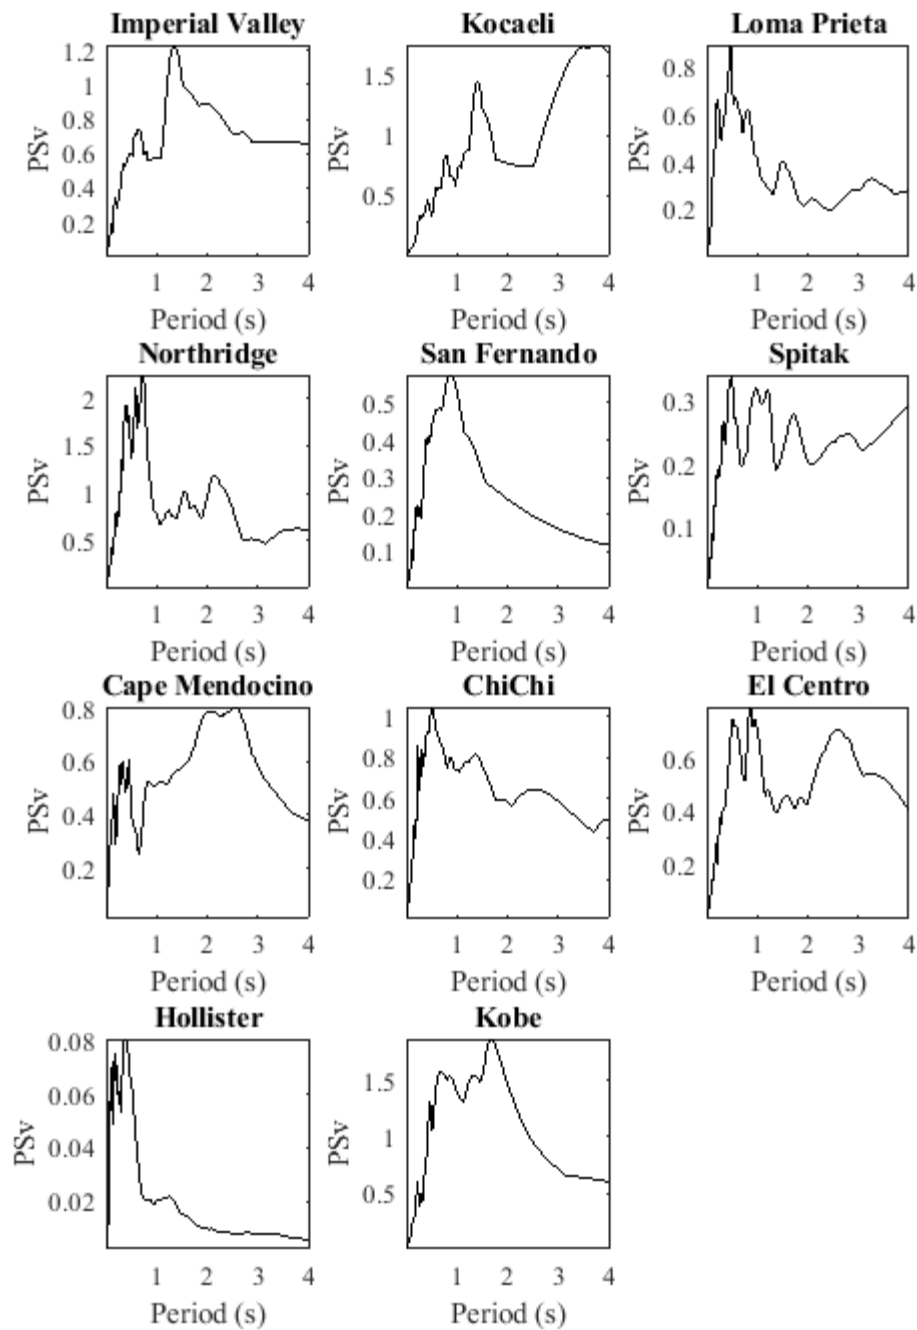 Imperial Valley
1.2
1
0.8
0.6
0.4
0.2
PSv
1 2 3 4
Period (s)
Kocaeli
1.5
1
0.5
PSv
1 2 3 4
Period (s)
Loma Prieta
0.8
0.6
0.4
0.2
PSv
1 2 3 4
Period (s)
Northridge
2
1.5
1
0.5
PSv
1 2 3 4
Period (s)
San Fernando
0.5
0.4
0.3
0.2
0.1
PSv
1 2 3 4
Period (s)
Spitak
0.3
0.2
0.1
PSv
1 2 3 4
Period (s)
Cape Mendocino
0.8
0.6
0.4
0.2
PSv
1 2 3 4
Period (s)
ChiChi
1
0.8
0.6
0.4
0.2
PSv
1 2 3 4
Period (s)
El Centro
0.6
0.4
0.2
PSv
1 2 3 4
Period (s)
Hollister
0.08
0.06
0.04
0.02
PSv
1 2 3 4
Period (s)
Kobe
1.5
1
0.5
PSv
1 2 3 4
Period (s)